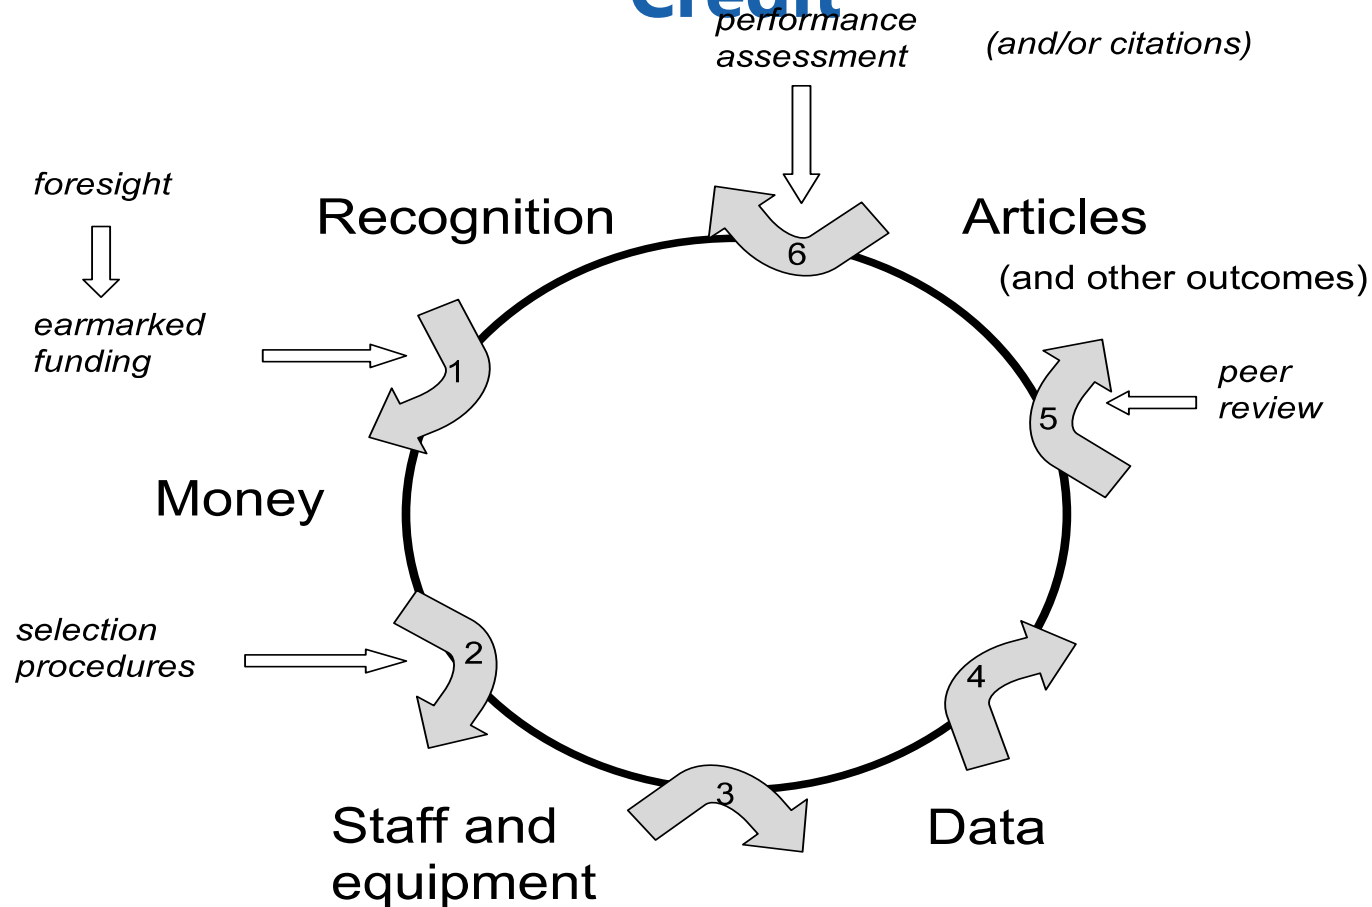 Credit
performance
assessment
(and/or citations)
foresight
Recognition
Articles
6
(and other outcomes)
earmarked
funding
1
peer
review
5
Money
selection
procedures
2
4
3
Staff and
equipment
Data